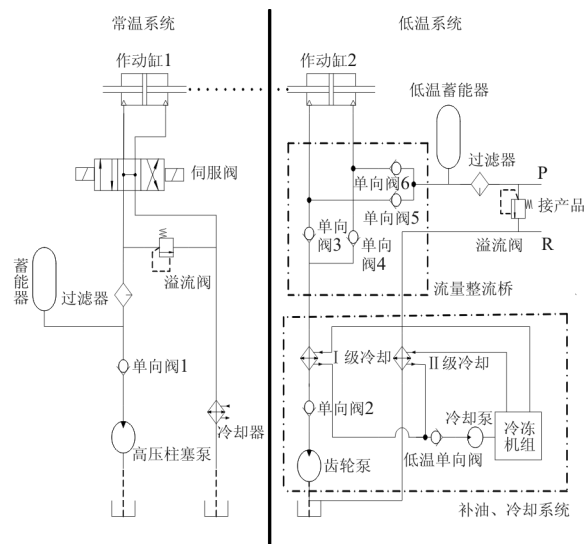 常温系统
低温系统
作动缸1
作动缸2
低温蓄能器
过滤器
P
接产品
溢流阀
R
伺服阀
单向阀6
单向阀5
单向
阀3
单向
阀4
流量整流桥
蓄能器
过滤器
溢流阀
单向阀1
高压柱塞泵
冷却器
I级冷却
II级冷却
单向阀2
冷却泵
冷冻
机组
低温单向阀
齿轮泵
补油、冷却系统